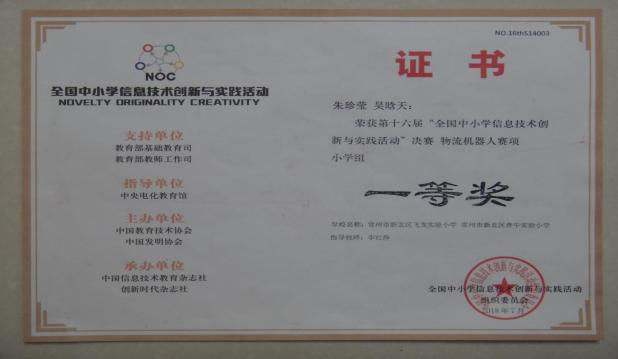 NO.16th514003
NOC
全国中小学信息技术创新与实践活动
NOVELTY ORIGINALITY CREATIVITY
支持单位
教育部基础教育司
教育部教师工作司
指导单位
中央电化教育馆
主办单位
中国教育技术协会
中国发明协会
承办单位
中国信息技术教育杂志社
创新时代杂志社
证书
朱珍莹 吴晗天：
荣获第十六届“全国中小学信息技术创
新与实践活动”决赛 物流机器人赛项
小学组
一等奖
学校名称：常州市新北区飞龙实验小学 常州市新北区奔牛实验小学
指导教师：
全国中小学信息技术创新与实践活动
组织委员会
2018年7月